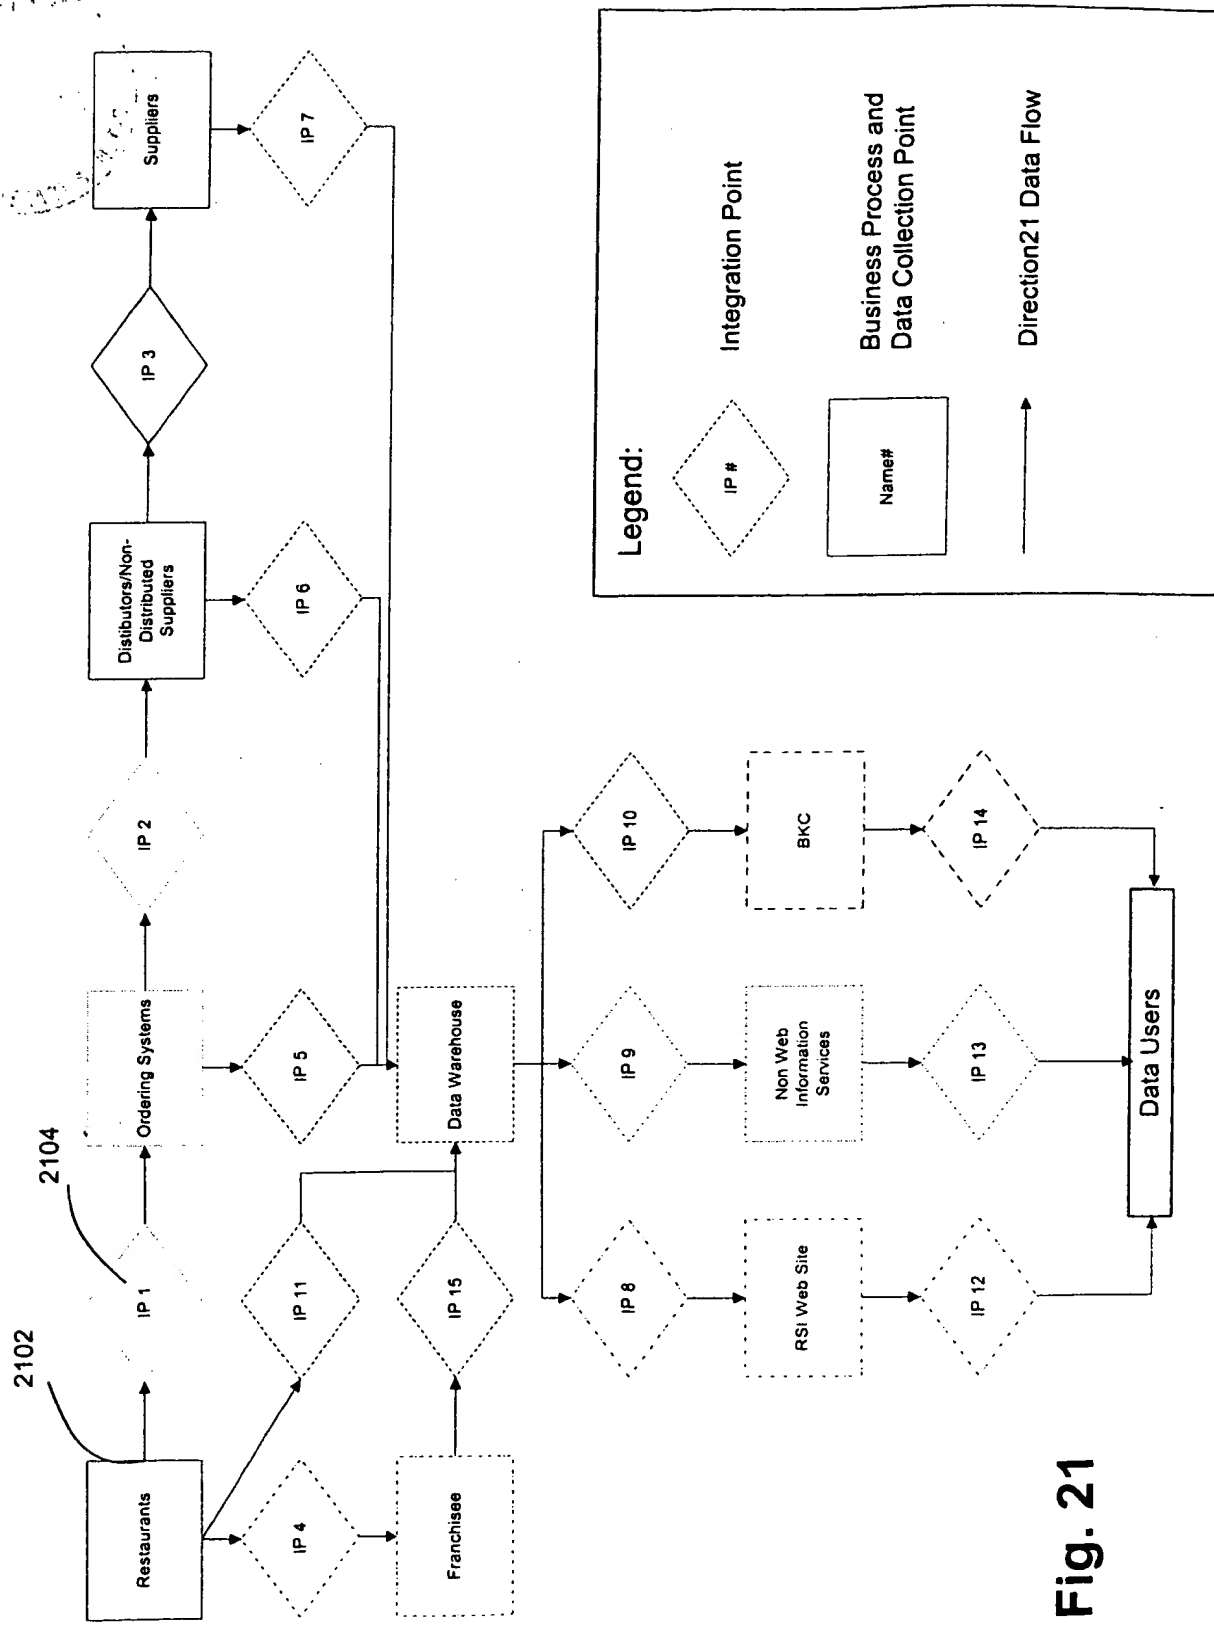 2102
2104
Restaurants
IP 1
Ordering Systems
IP 2
Distibutors/Non-
Distributed
Suppliers
IP 3
Suppliers
IP 4
IP 11
IP 5
IP 6
IP 7
Franchisee
IP 15
Data Warehouse
IP 8
IP 9
IP 10
RSI Web Site
Non Web
Information
Services
BKC
IP 12
IP 13
IP 14
Data Users
Legend:
IP #
Integration Point
Name#
Business Process and
Data Collection Point
Direction21 Data Flow
Fig. 21